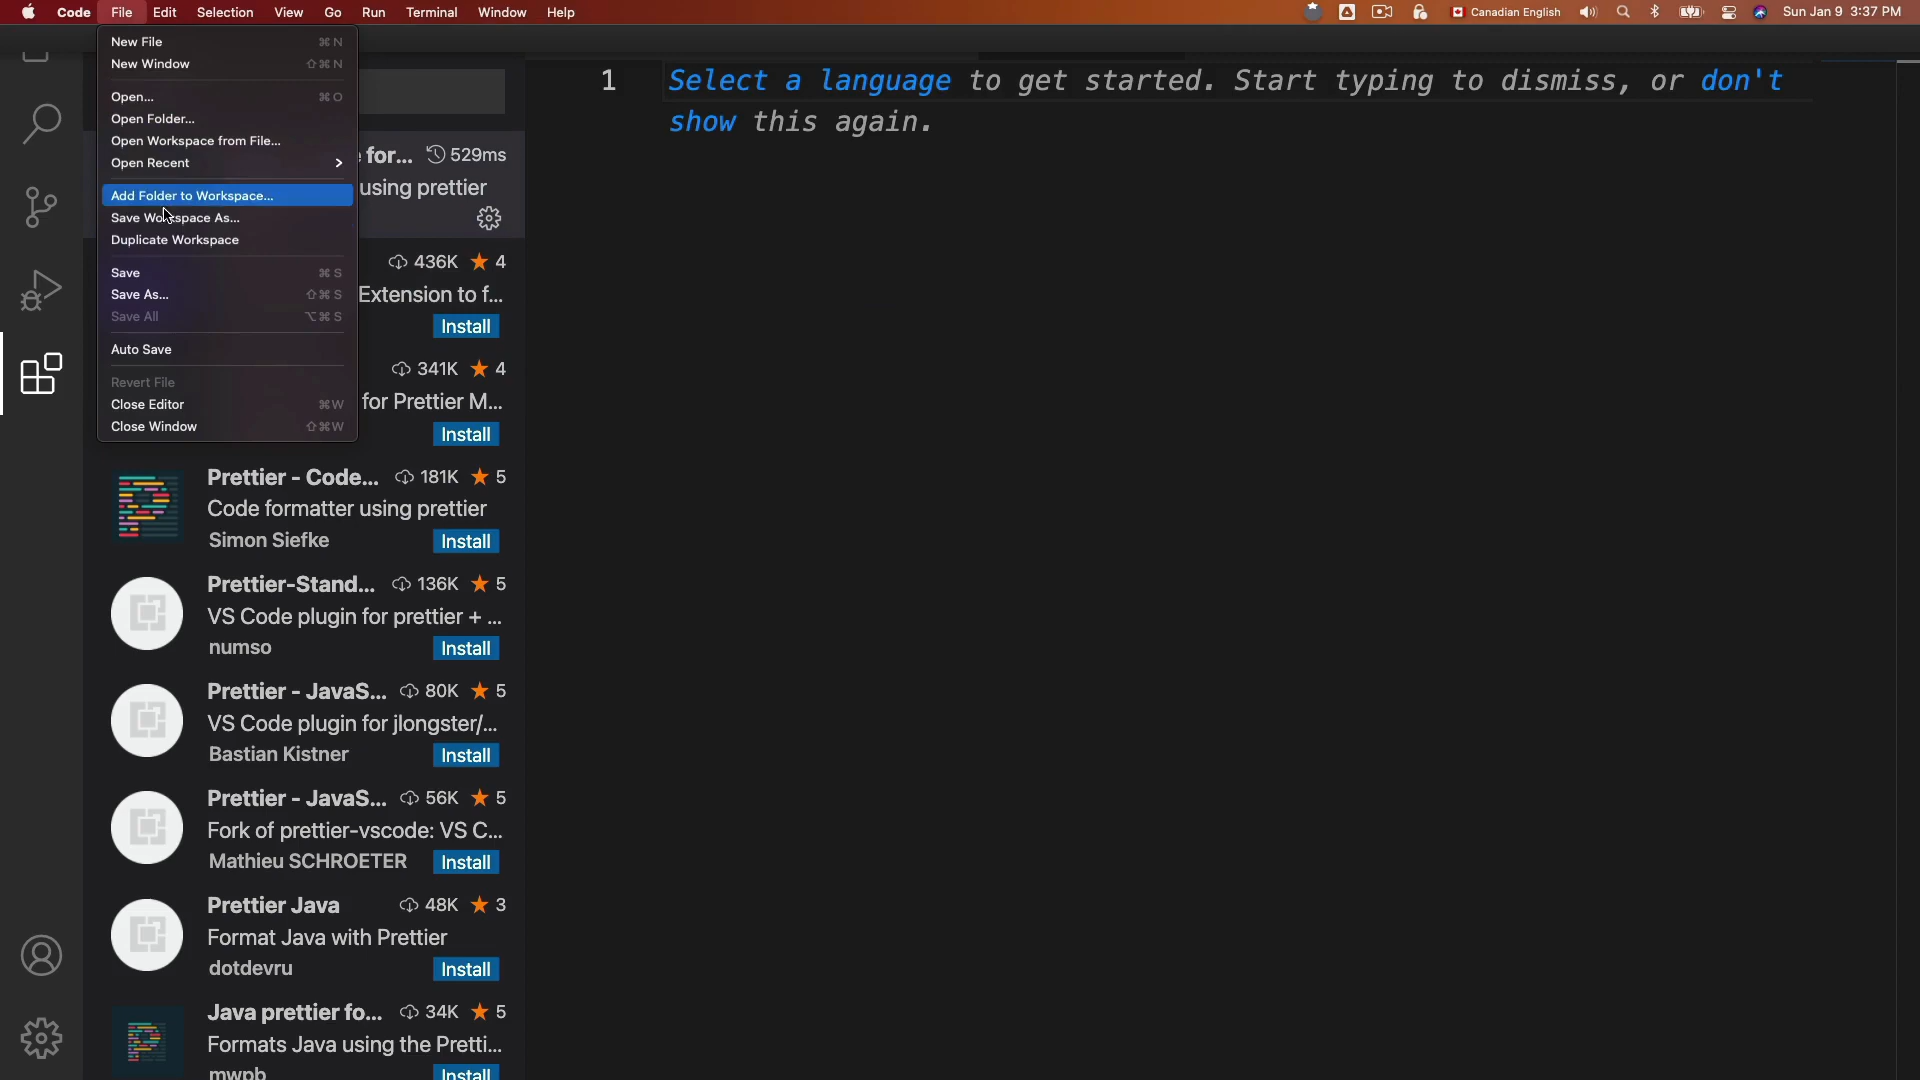 Code File Edit Selection View Go Run Terminal Window Help Canadian English Sun Jan 9 3:37 PM
New File ⌘N
New Window ⇧⌘N
Open... ⌘O
Open Folder...
Open Workspace from File...
Open Recent >
Add Folder to Workspace...
Save Workspace As...
Duplicate Workspace
Save ⌘S
Save As... ⇧⌘S
Save All ⌥⌘S
Auto Save
Revert File
Close Editor ⌘W
Close Window ⇧⌘W
for... 529ms
using prettier
436K ★ 4
Extension to f...
Install
341K ★ 4
for Prettier M...
Install
Prettier - Code... 181K ★ 5
Code formatter using prettier
Simon Siefke Install
Prettier-Stand... 136K ★ 5
VS Code plugin for prettier + ...
numso Install
Prettier - JavaS... 80K ★ 5
VS Code plugin for jlongster/...
Bastian Kistner Install
Prettier - JavaS... 56K ★ 5
Fork of prettier-vscode: VS C...
Mathieu SCHROETER Install
Prettier Java 48K ★ 3
Format Java with Prettier
dotdevru Install
Java prettier fo... 34K ★ 5
Formats Java using the Pretti...
mwpb Install
1 Select a language to get started. Start typing to dismiss, or don't
show this again.